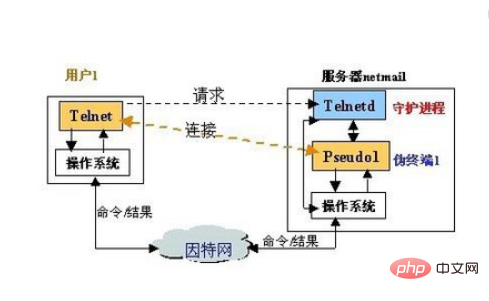 用户1
服务器netmail
Telnet
请求
Telnetd
守护进程
连接
操作系统
Pseudo1
伪终端1
操作系统
命令/结果
因特网
命令/结果
php 中文网